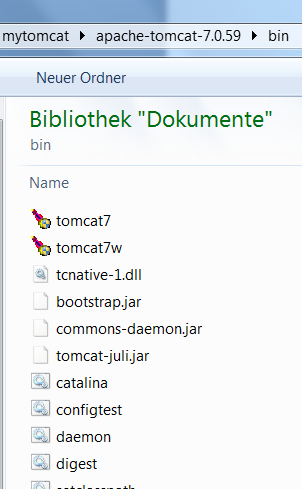 mytomcat ▸ apache-tomcat-7.0.59 ▸ bin
Neuer Ordner
Bibliothek "Dokumente"
bin
Name
tomcat7
tomcat7w
tcnative-1.dll
bootstrap.jar
commons-daemon.jar
tomcat-juli.jar
catalina
configtest
daemon
digest